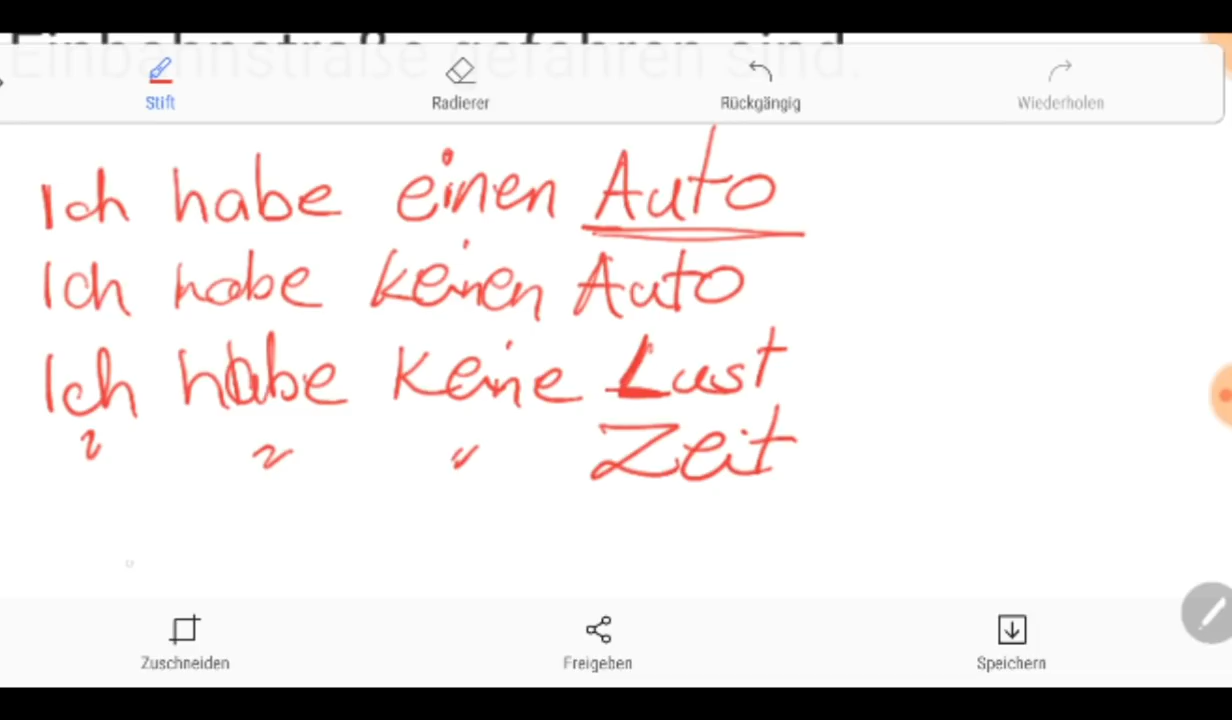 Einbahnstraße gefahren sind.
Stift Radierer Rückgängig Wiederholen
Ich habe einen Auto
Ich habe keinen Auto
Ich habe keine Lust
" " " Zeit
Zuschneiden Freigeben Speichern